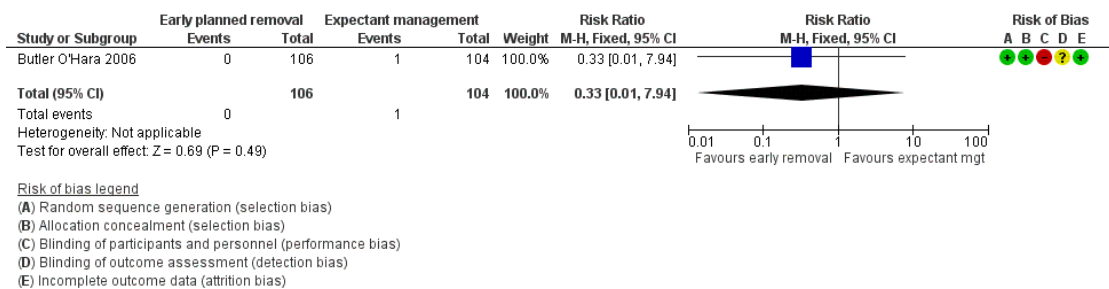 Early planned removal Expectant management Risk Ratio Risk Ratio Risk of Bias
Study or Subgroup Events Total Events Total Weight M-H, Fixed, 95% CI M-H, Fixed, 95% CI A B C D E
Butler O'Hara 2006 0 106 1 104 100.0% 0.33 [0.01, 7.94] + + - ? +
Total (95% CI) 106 104 100.0% 0.33 [0.01, 7.94]
Total events 0 1
Heterogeneity: Not applicable
Test for overall effect: Z = 0.69 (P = 0.49)
0.01 0.1 1 10 100
Favours early removal Favours expectant mgt
Risk of bias legend
(A) Random sequence generation (selection bias)
(B) Allocation concealment (selection bias)
(C) Blinding of participants and personnel (performance bias)
(D) Blinding of outcome assessment (detection bias)
(E) Incomplete outcome data (attrition bias)